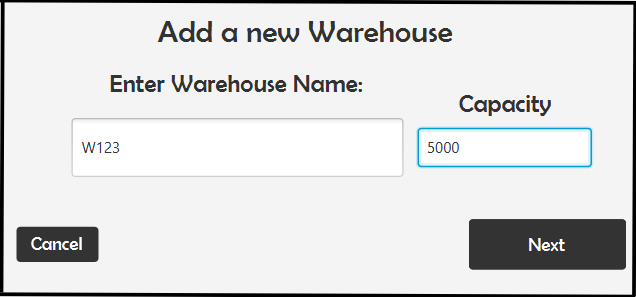 Add a new Warehouse
Enter Warehouse Name:
Capacity
W123
5000
Cancel
Next